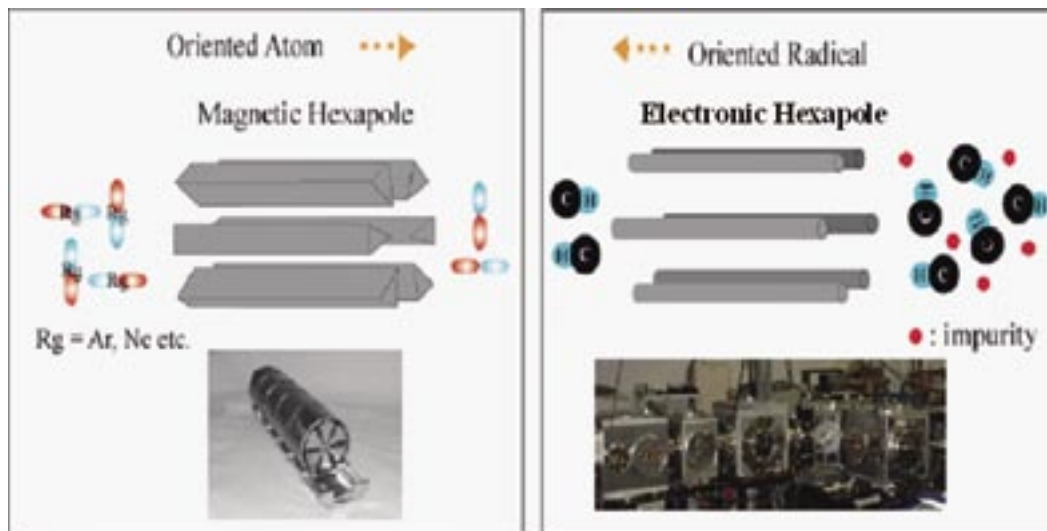 Oriented Atom
Magnetic Hexapole
Rg = Ar, Ne etc.
Oriented Radical
Electronic Hexapole
C H
H C
C
C H
C
H C
: impurity